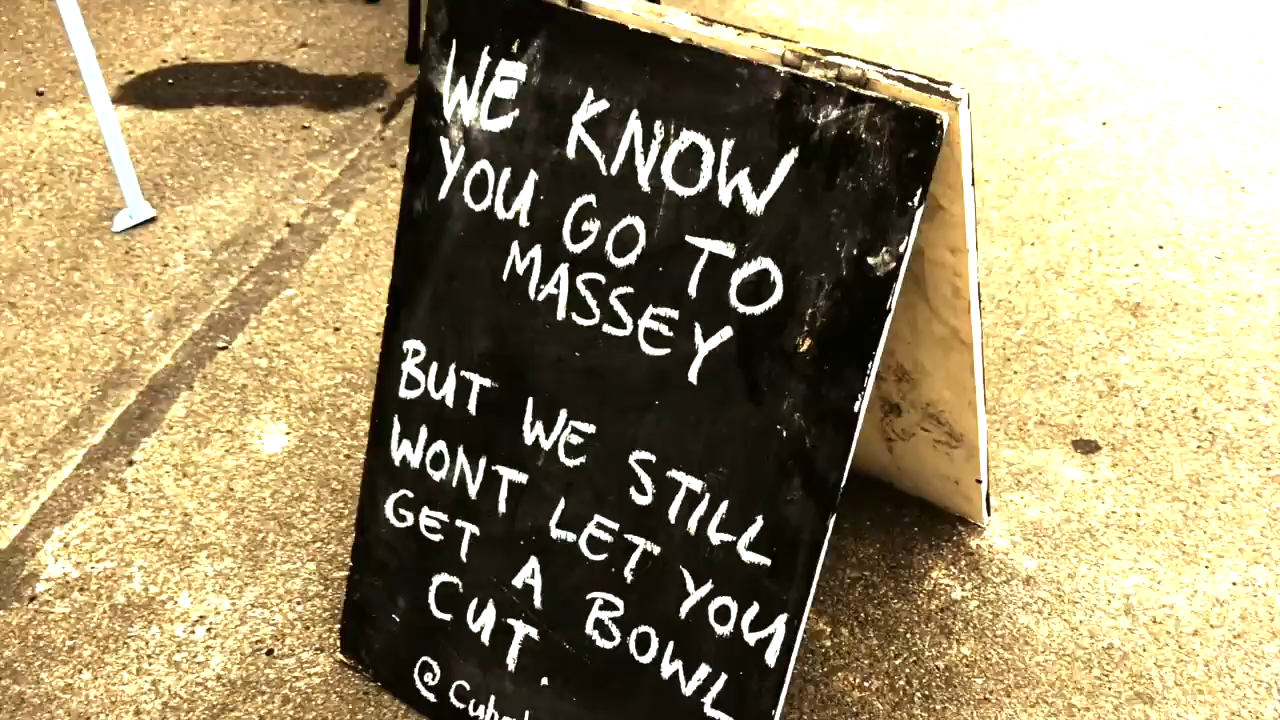 WE KNOW
YOU GO TO
MASSEY
BUT WE STILL
WONT LET YOU
GET A BOWL
CUT.